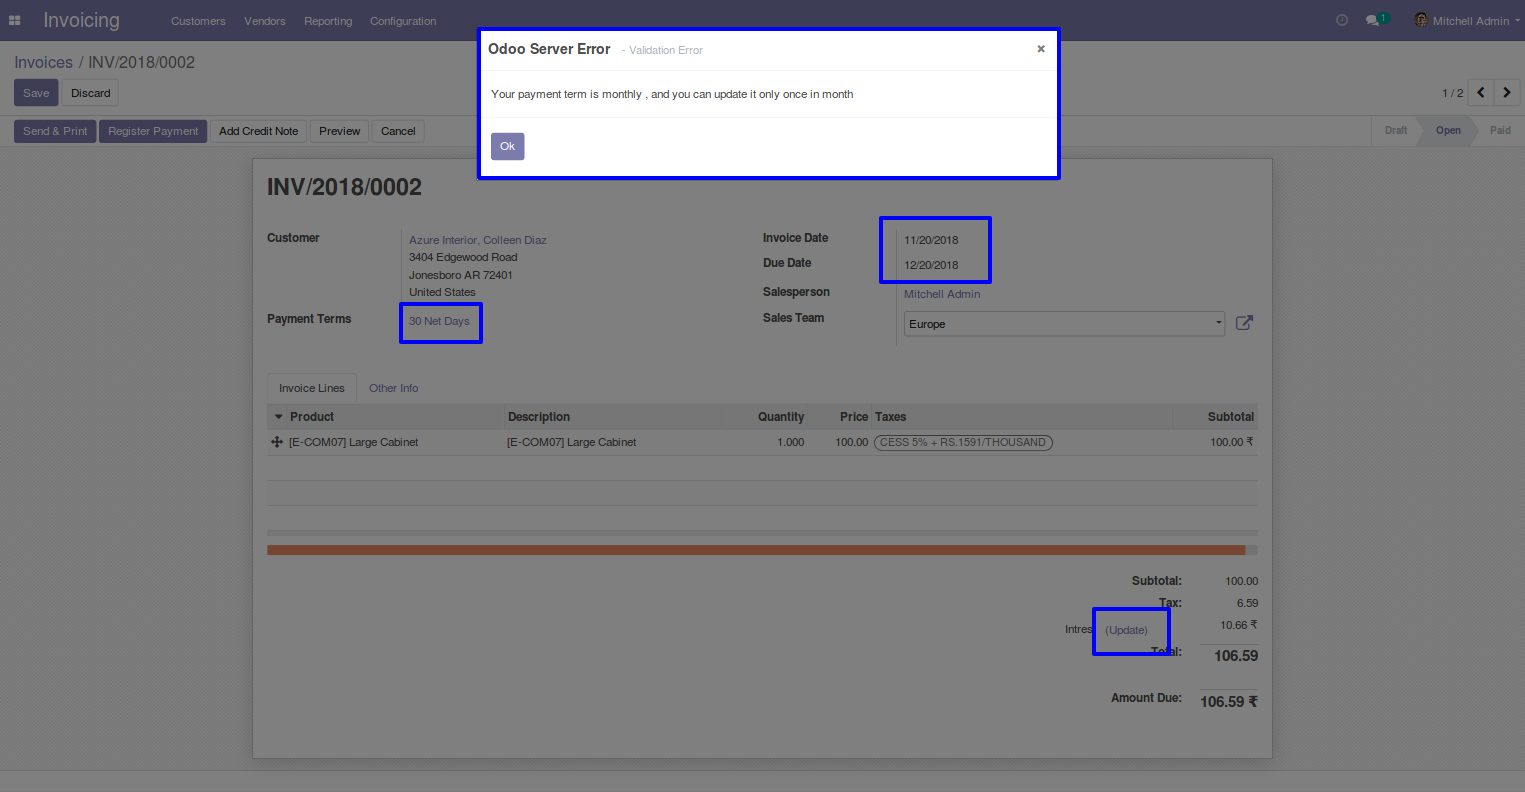 Invoicing Customers Vendors Reporting Configuration 1 Mitchell Admin
Odoo Server Error - Validation Error ×
Invoices / INV/2018/0002
Save Discard 1 / 2
Your payment term is monthly , and you can update it only once in month
Send & Print Register Payment Add Credit Note Preview Cancel Draft Open Paid
Ok
INV/2018/0002
Customer Azure Interior, Colleen Diaz
3404 Edgewood Road
Jonesboro AR 72401
United States
Payment Terms 30 Net Days
Invoice Date 11/20/2018
Due Date 12/20/2018
Salesperson Mitchell Admin
Sales Team Europe
Invoice Lines Other Info
Product Description Quantity Price Taxes Subtotal
[E-COM07] Large Cabinet [E-COM07] Large Cabinet 1.000 100.00 CESS 5% + RS.1591/THOUSAND 100.00 ₹
Subtotal: 100.00
Tax: 6.59
Intres (Update) 10.66 ₹
Total: 106.59
Amount Due: 106.59 ₹